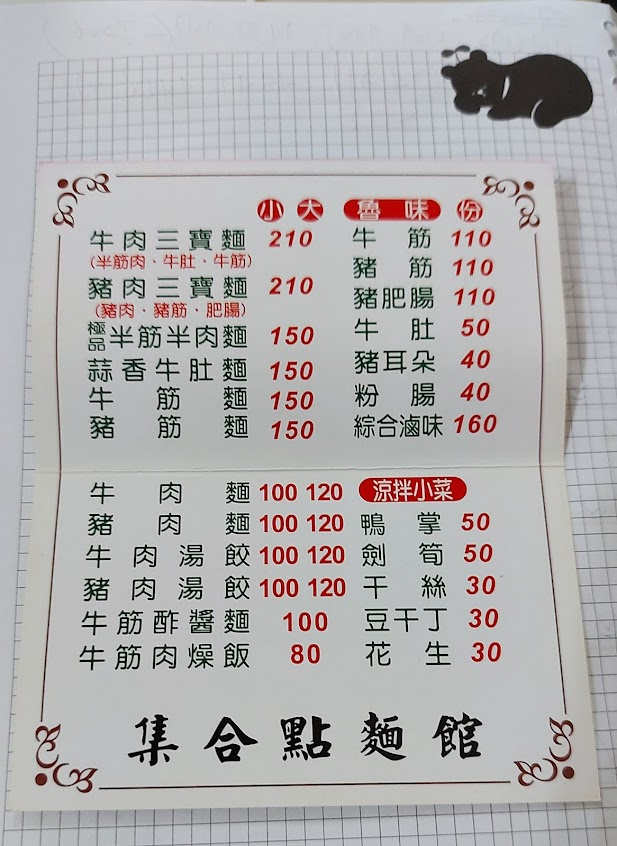 小 大
牛肉三寶麵 210
(半筋肉·牛肚·牛筋)
豬肉三寶麵 210
(豬肉·豬筋·肥腸)
極品半筋半肉麵 150
蒜香牛肚麵 150
牛筋麵 150
豬筋麵 150
牛肉麵 100 120
豬肉麵 100 120
牛肉湯餃 100 120
豬肉湯餃 100 120
牛筋酢醬麵 100
牛筋肉燥飯 80
魯味 份
牛筋 110
豬筋 110
豬肥腸 110
牛肚 50
豬耳朵 40
粉腸 40
綜合滷味 160
涼拌小菜
鴨掌 50
劍筍 50
干絲 30
豆干丁 30
花生 30
集合點麵館